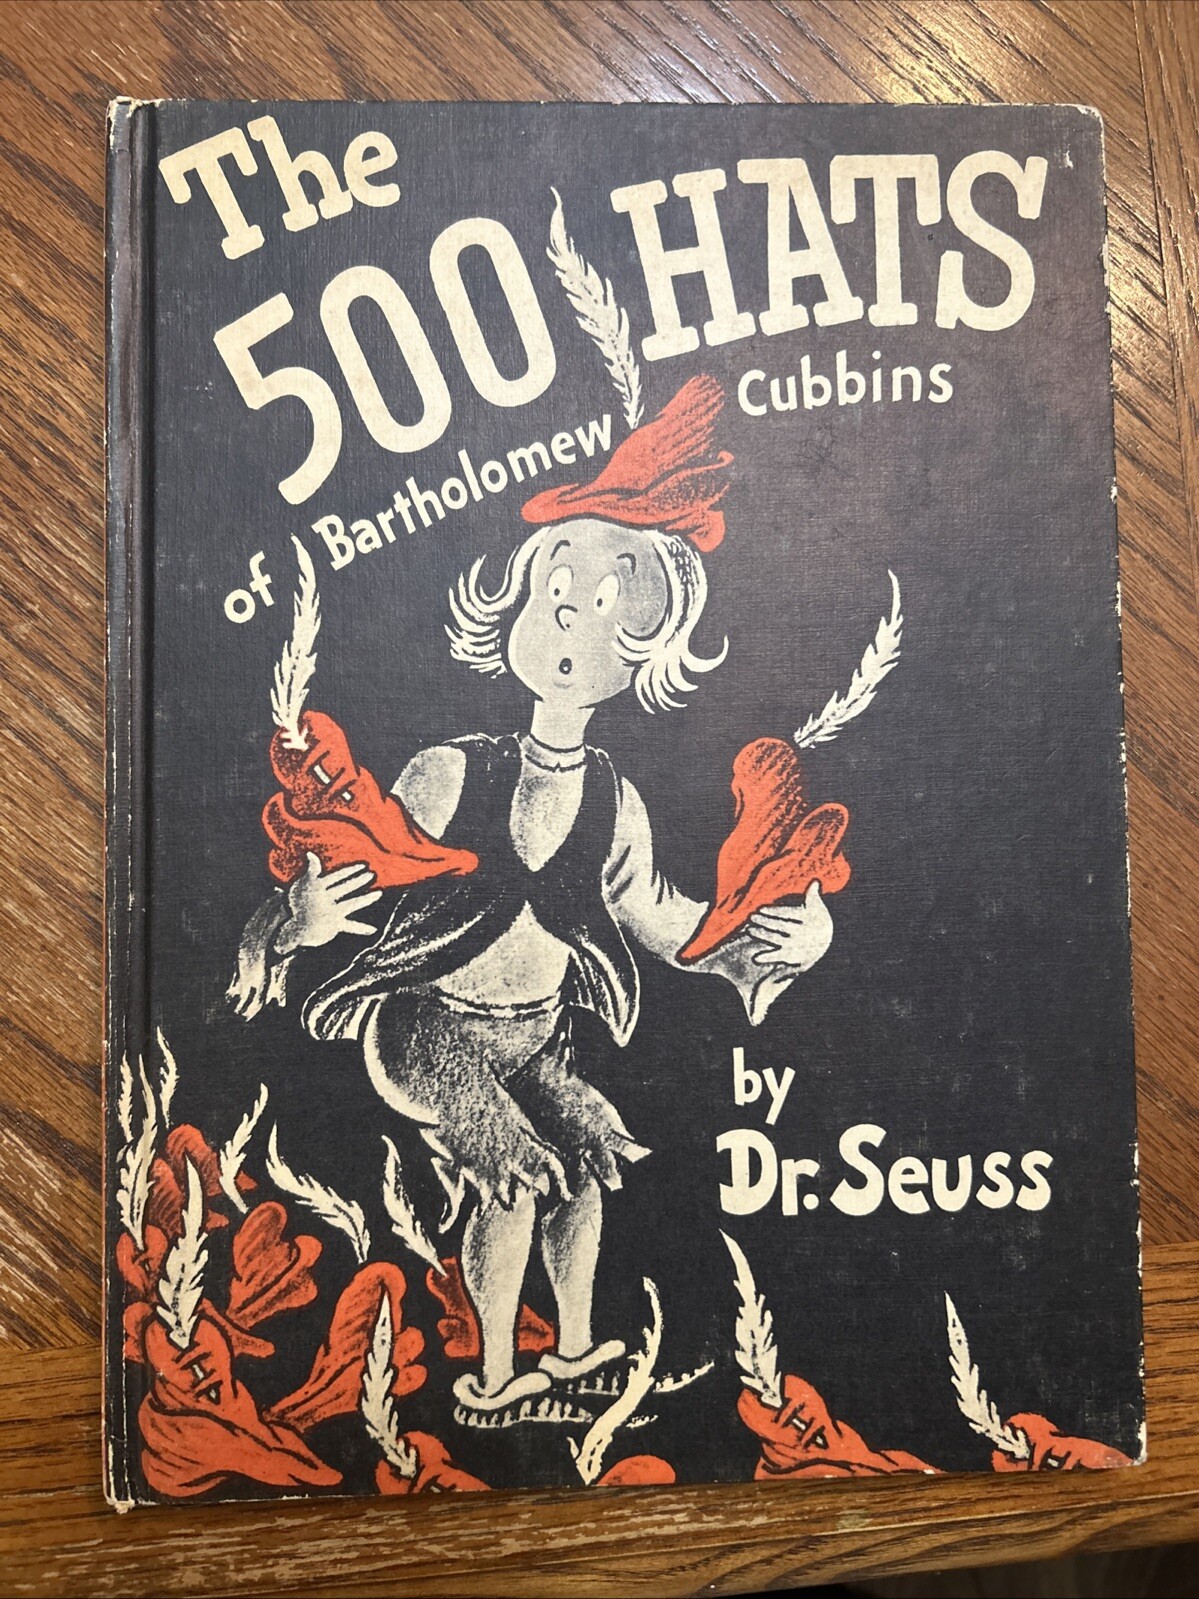 The
500 HATS
of Bartholomew Cubbins
by
Dr. Seuss